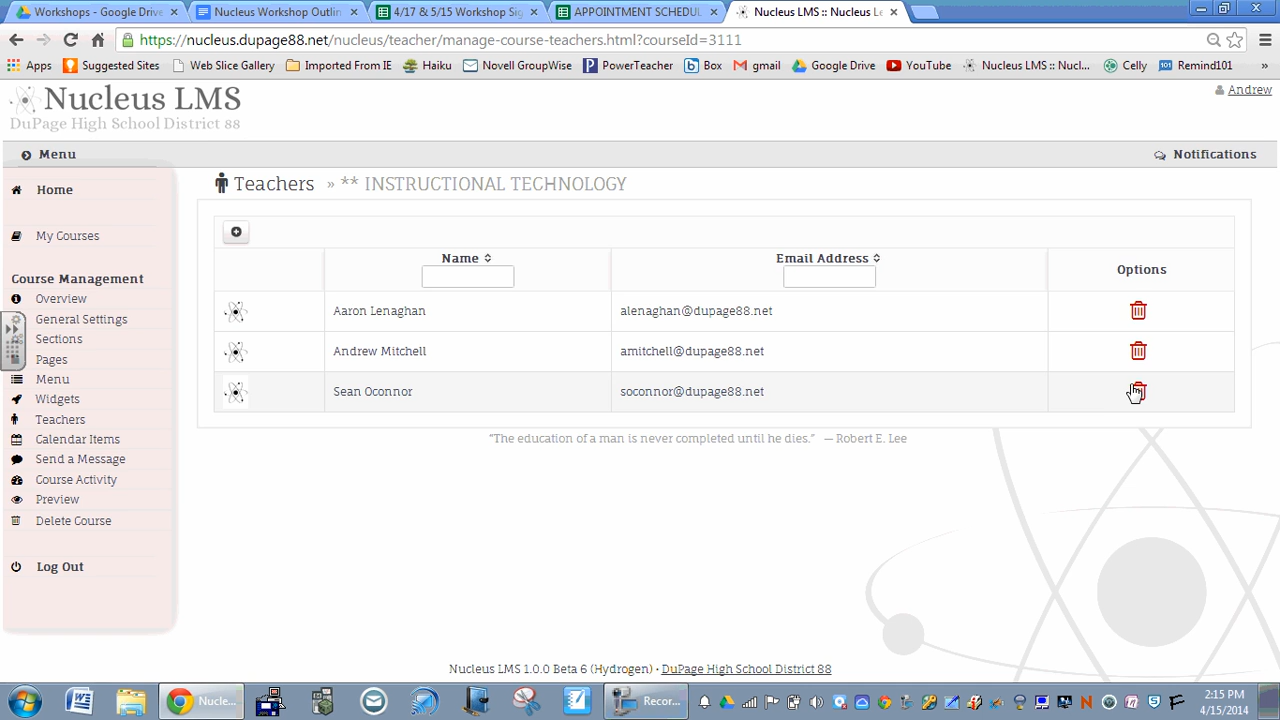 Workshops - Google Drive
Nucleus Workshop Outlin
4/17 & 5/15 Workshop Sig
APPOINTMENT SCHEDUL
Nucleus LMS :: Nucleus Le
https://nucleus.dupage88.net/nucleus/teacher/manage-course-teachers.html?courseId=3111
Apps Suggested Sites Web Slice Gallery Imported From IE Haiku Novell GroupWise PowerTeacher Box gmail Google Drive YouTube Nucleus LMS :: Nucl... Celly Remind101 »
Nucleus LMS
Andrew
DuPage High School District 88
Menu
Notifications
Home
My Courses
Course Management
Overview
General Settings
Sections
Pages
Menu
Widgets
Teachers
Calendar Items
Send a Message
Course Activity
Preview
Delete Course
Log Out
Teachers » ** INSTRUCTIONAL TECHNOLOGY
Name Email Address Options
Aaron Lenaghan alenaghan@dupage88.net
Andrew Mitchell amitchell@dupage88.net
Sean Oconnor soconnor@dupage88.net
“The education of a man is never completed until he dies.” — Robert E. Lee
Nucleus LMS 1.0.0 Beta 6 (Hydrogen) · DuPage High School District 88
Nucle...
Recor...
2:15 PM
4/15/2014